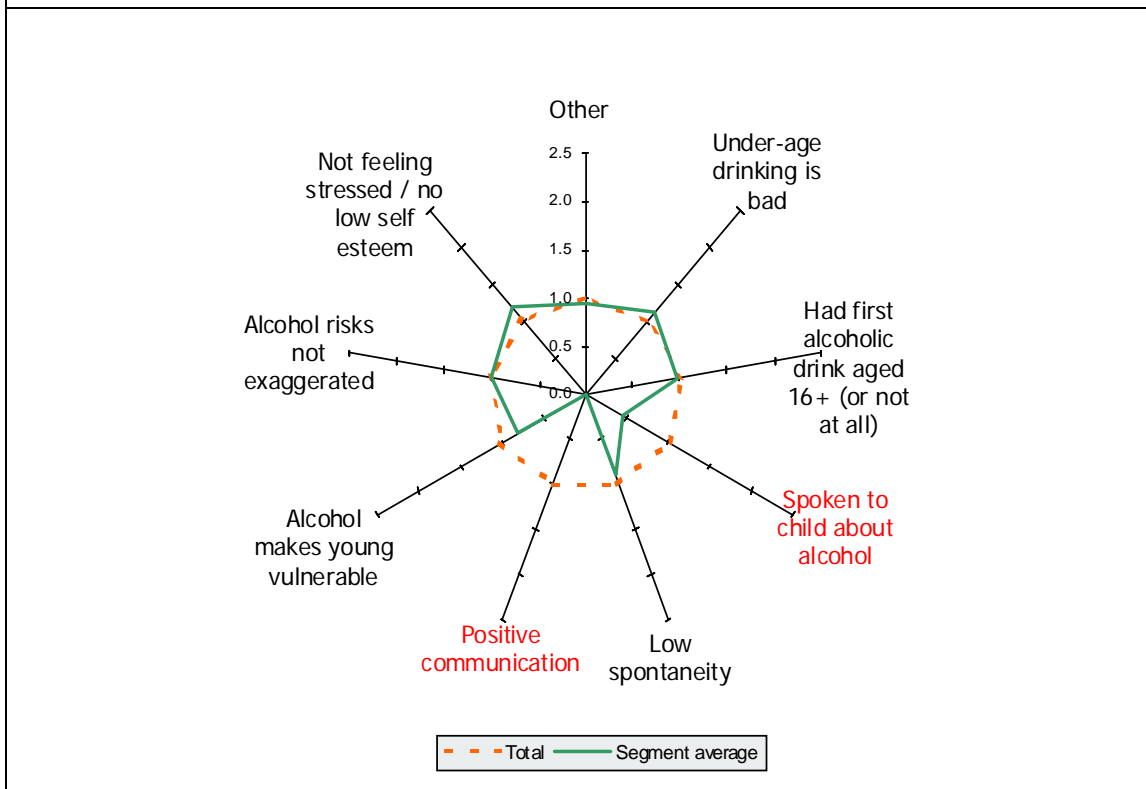 Other
Under-age
drinking is
bad
Not feeling
stressed / no
low self
esteem
2.5
2.0
1.5
1.0
0.5
0.0
Had first
alcoholic
drink aged
16+ (or not
at all)
Alcohol risks
not
exaggerated
Spoken to
child about
alcohol
Alcohol
makes young
vulnerable
Positive
communication
Low
spontaneity
Total
Segment average